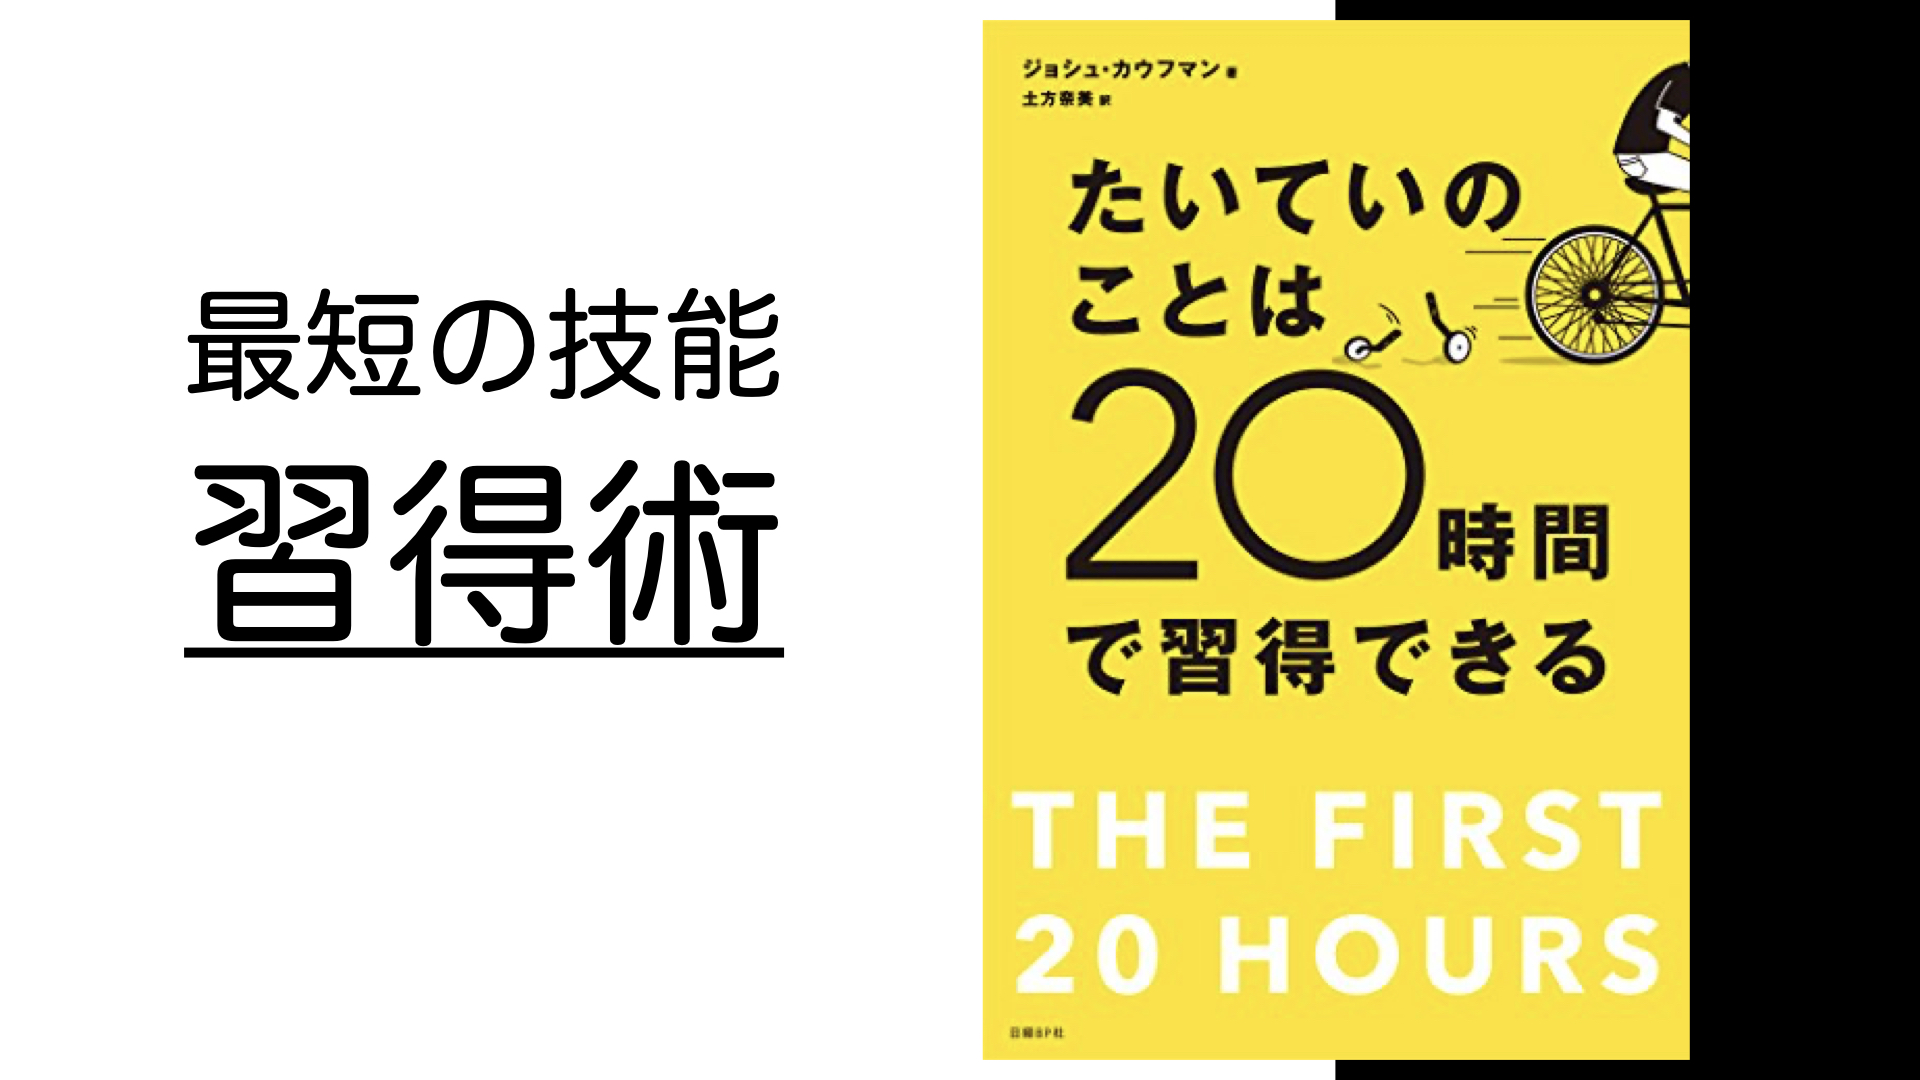 最短の技能
習得術
ジョシュ・カウフマン 著
土方奈美 訳
たいていの
ことは
20時間
で習得できる
THE FIRST
20 HOURS
日経BP社